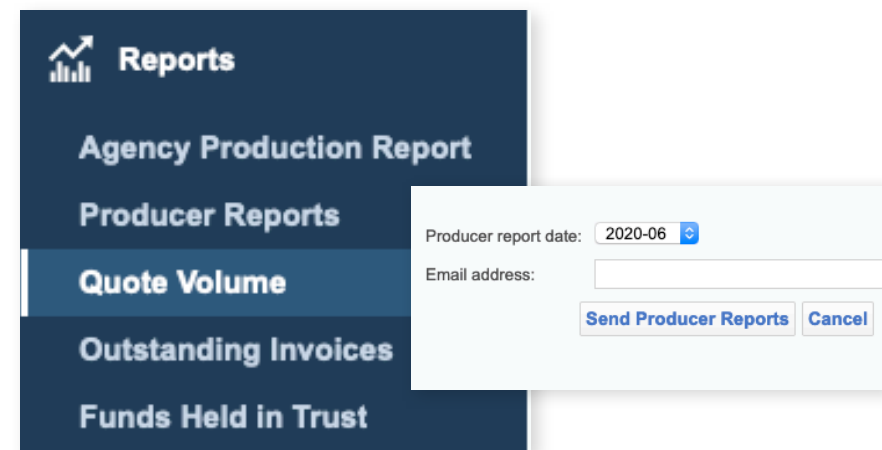 Reports
Agency Production Report
Producer Reports
Quote Volume
Outstanding Invoices
Funds Held in Trust
Producer report date: 2020-06
Email address:
Send Producer Reports Cancel